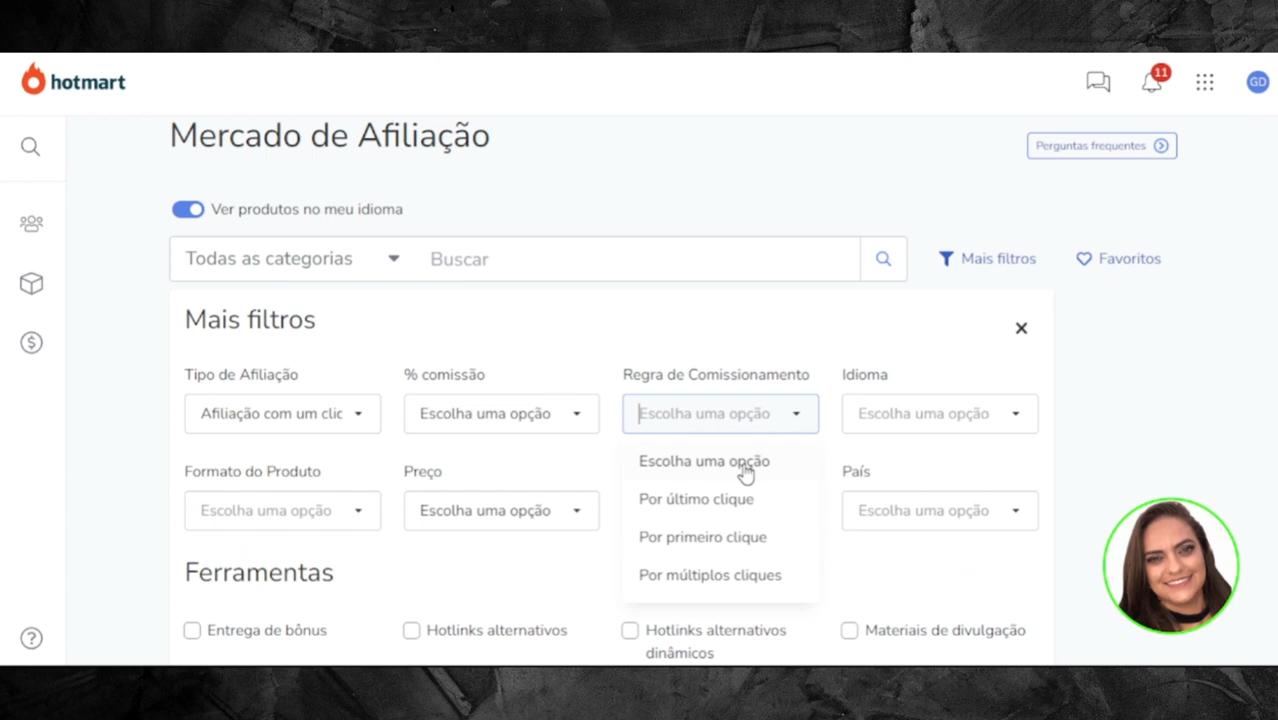 hotmart
11
GD
Mercado de Afiliação
Perguntas frequentes
Ver produtos no meu idioma
Todas as categorias
Buscar
Mais filtros
Favoritos
Mais filtros
Tipo de Afiliação
% comissão
Regra de Comissionamento
Idioma
Afiliação com um clic
Escolha uma opção
Escolha uma opção
Escolha uma opção
Escolha uma opção
Por último clique
Por primeiro clique
Por múltiplos cliques
Formato do Produto
Preço
País
Escolha uma opção
Escolha uma opção
Escolha uma opção
Ferramentas
Entrega de bônus
Hotlinks alternativos
Hotlinks alternativos
dinâmicos
Materiais de divulgação